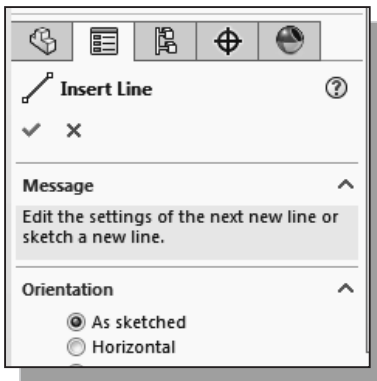 Insert Line
Message
Edit the settings of the next new line or
sketch a new line.
Orientation
As sketched
Horizontal